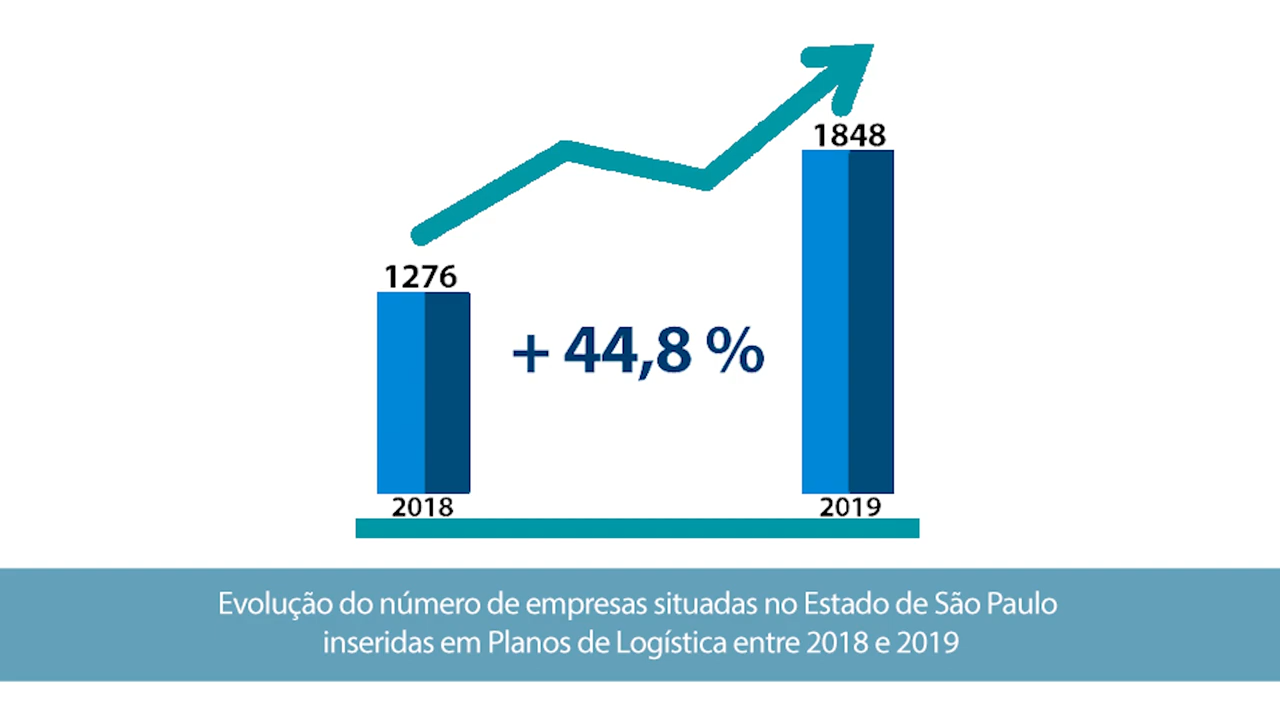 1848
1276
+ 44,8 %
2018
2019
Evolução do número de empresas situadas no Estado de São Paulo
inseridas em Planos de Logística entre 2018 e 2019